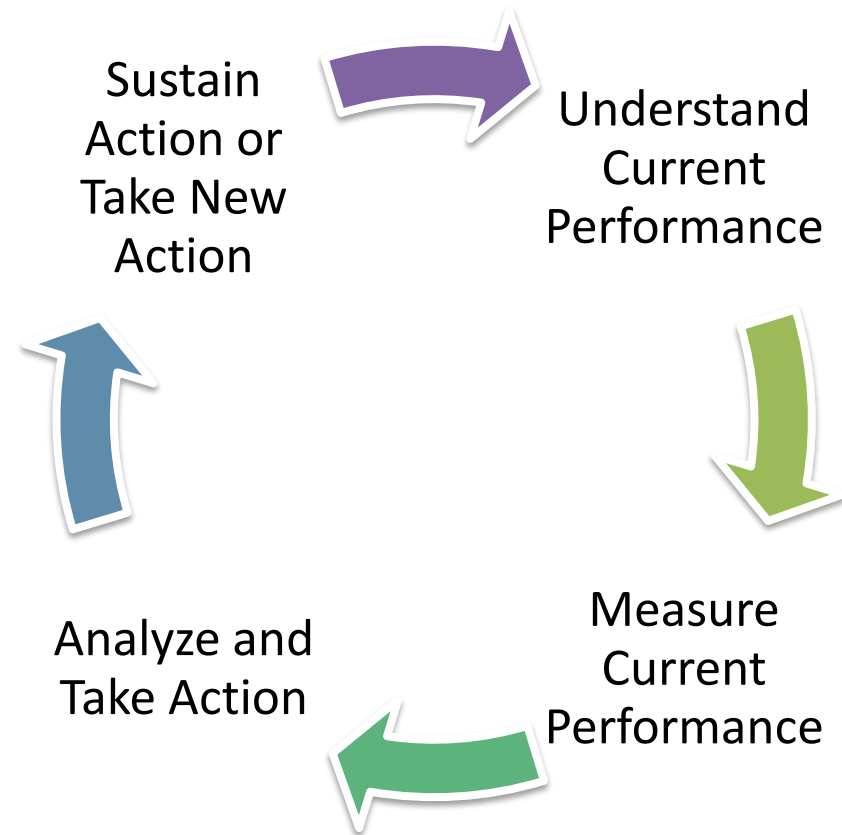 Sustain
Action or
Take New
Action
Understand
Current
Performance
Measure
Current
Performance
Analyze and
Take Action